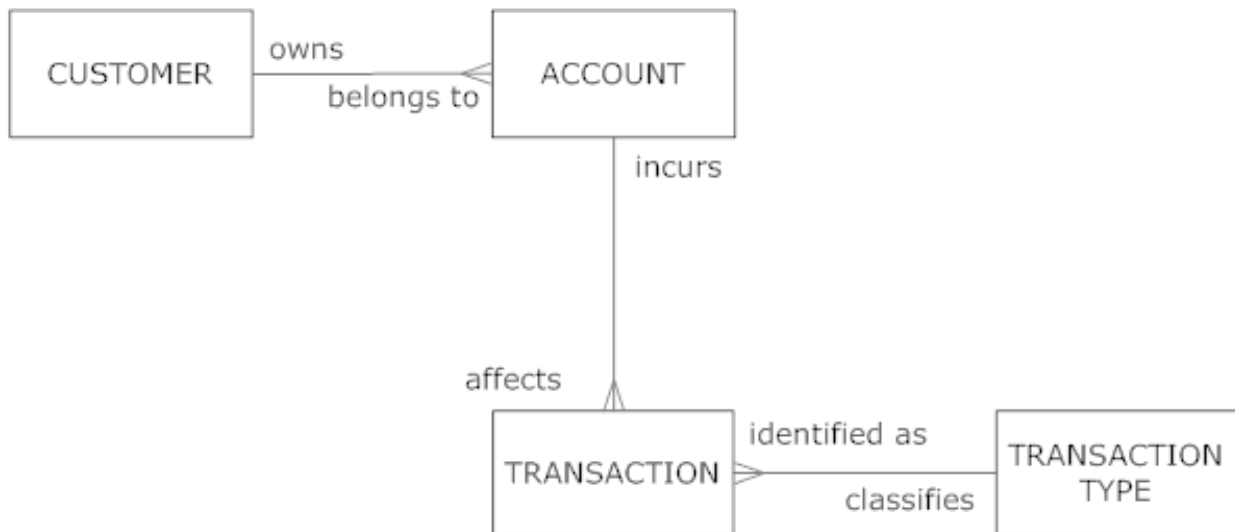 owns
CUSTOMER
ACCOUNT
belongs to
incurs
affects
identified as
TRANSACTION
TRANSACTION
TYPE
classifies